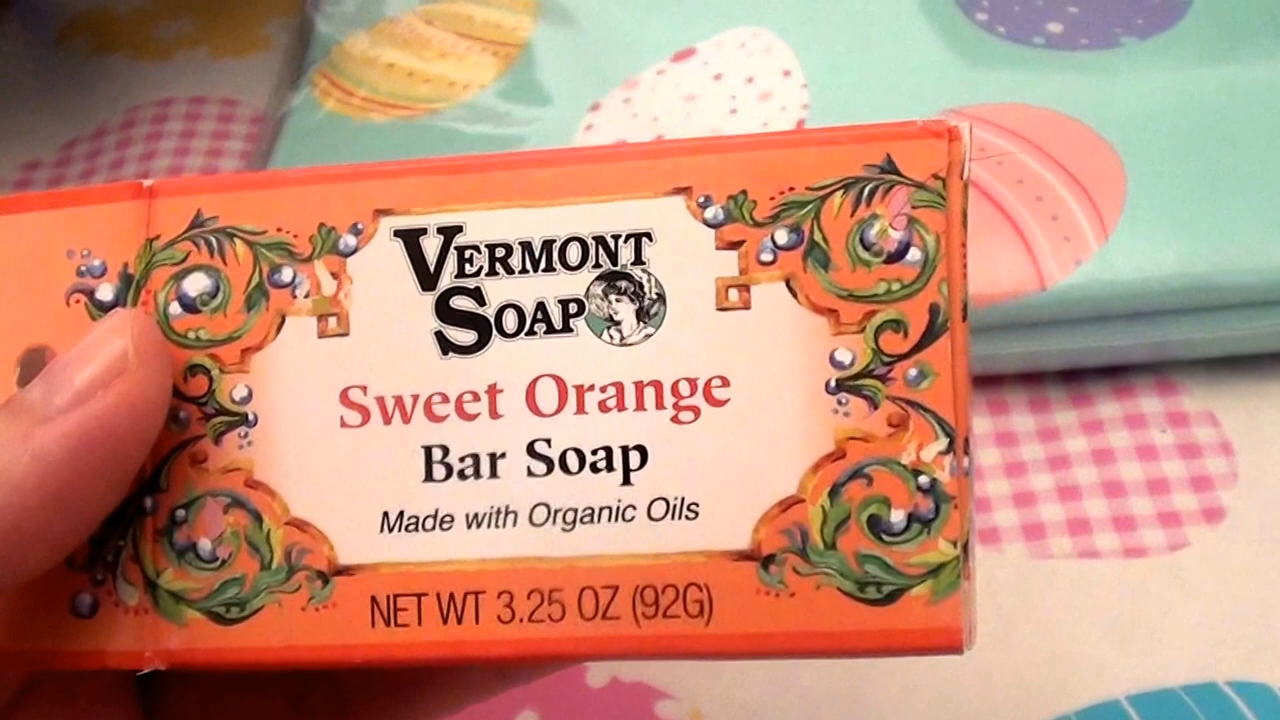 VERMONT
SOAP
Sweet Orange
Bar Soap
Made with Organic Oils
NET WT 3.25 OZ (92G)